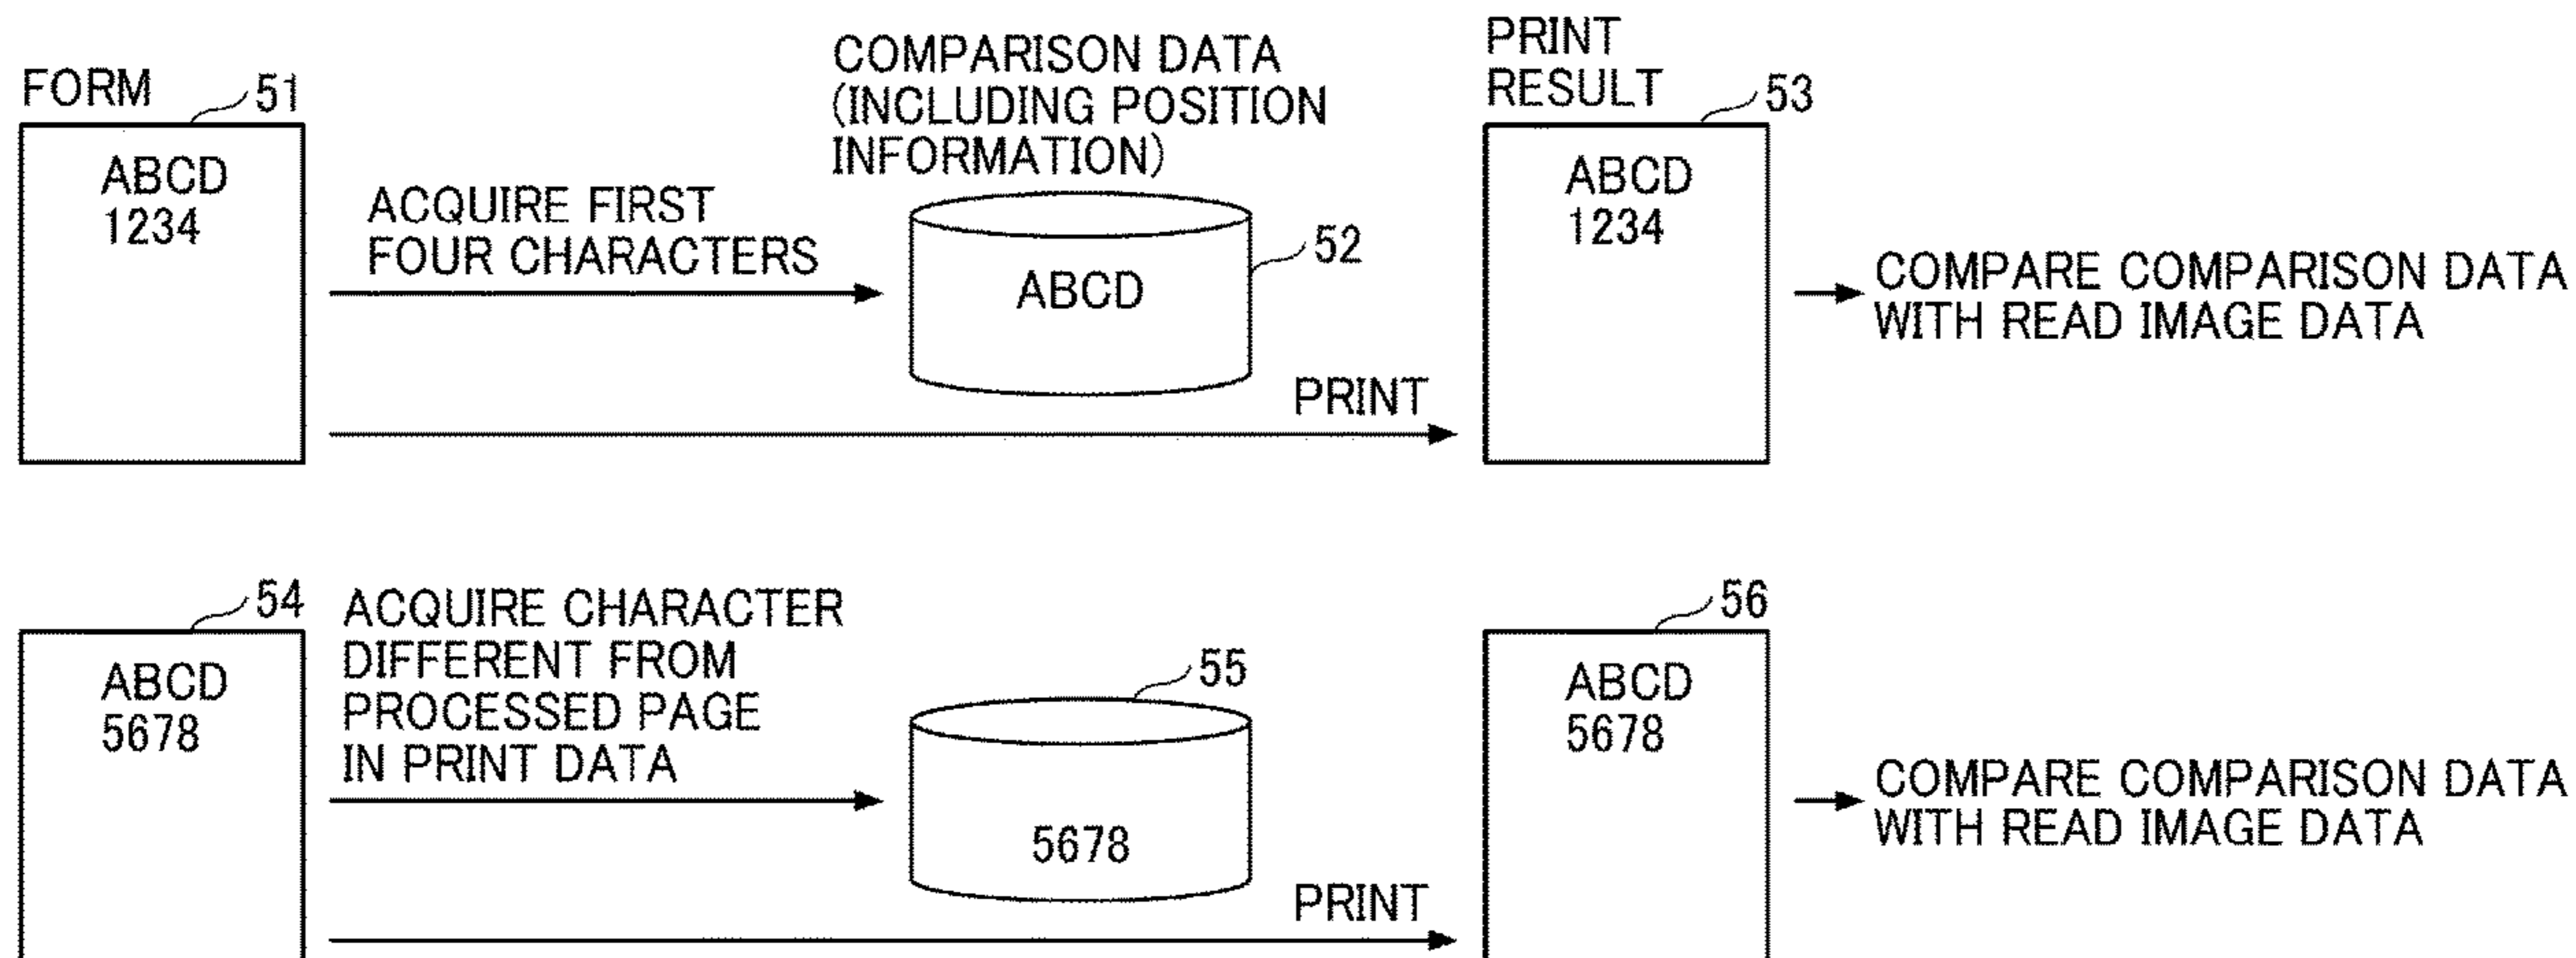 FORM
51
ABCD
1234
ACQUIRE FIRST
FOUR CHARACTERS
COMPARISON DATA
(INCLUDING POSITION
INFORMATION)
52
ABCD
PRINT
PRINT
RESULT
53
ABCD
1234
COMPARE COMPARISON DATA
WITH READ IMAGE DATA
54
ABCD
5678
ACQUIRE CHARACTER
DIFFERENT FROM
PROCESSED PAGE
IN PRINT DATA
55
5678
PRINT
56
ABCD
5678
COMPARE COMPARISON DATA
WITH READ IMAGE DATA